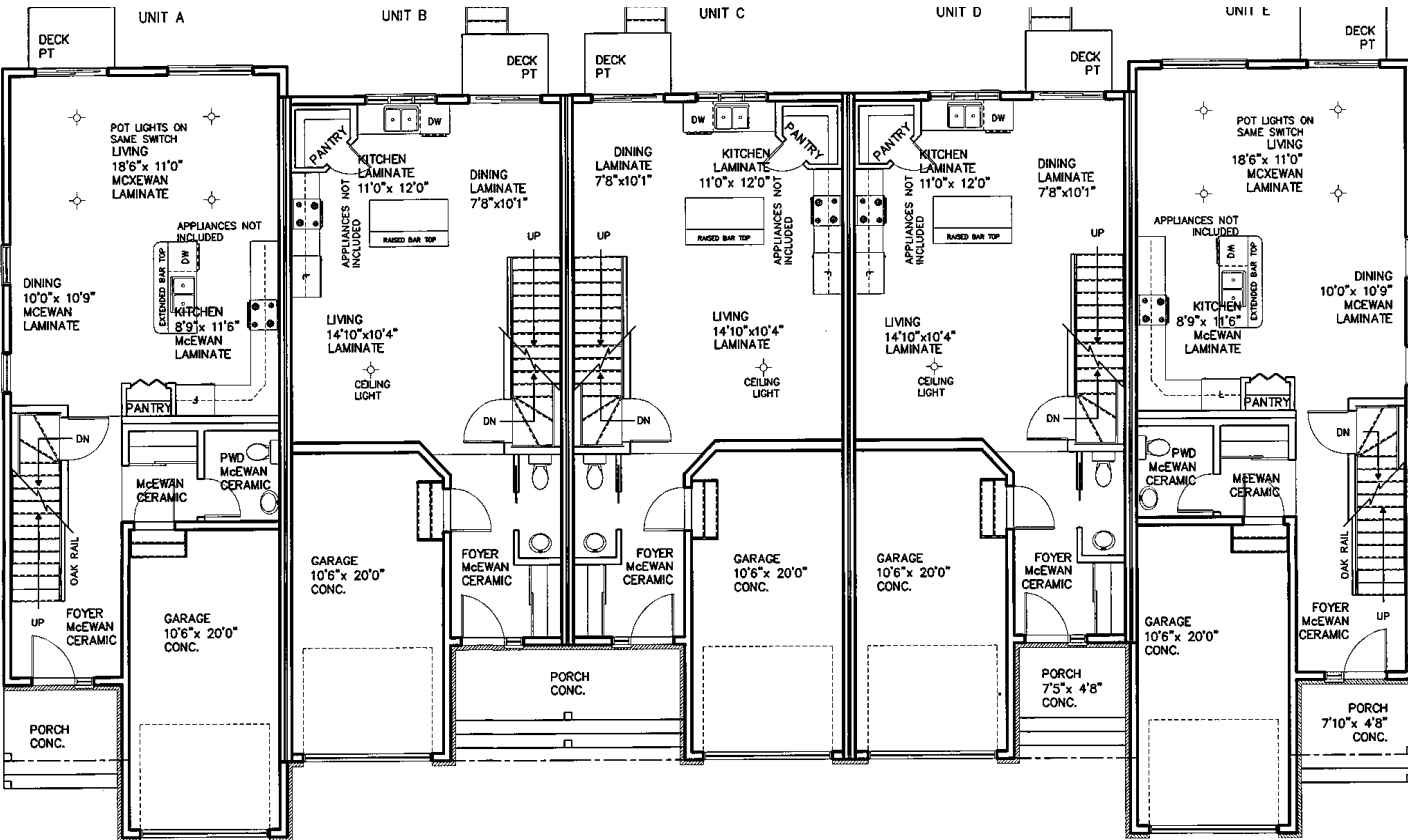 UNIT A
UNIT B
UNIT C
UNIT D
UNIT E
DECK
PT
POT LIGHTS ON
SAME SWITCH
LIVING
18'6"x 11'0"
MCXEWAN
LAMINATE
APPLIANCES NOT
INCLUDED
EXTENDED BAR TOP
DW
DINING
10'0"x 10'9"
MCEWAN
LAMINATE
KITCHEN
8'9"x 11'6"
McEWAN
LAMINATE
PANTRY
DN
PWD
McEWAN
CERAMIC
McEWAN
CERAMIC
OAK RAIL
UP
FOYER
McEWAN
CERAMIC
GARAGE
10'6"x 20'0"
CONC.
PORCH
CONC.
DECK
PT
DW
PANTRY
KITCHEN
LAMINATE
11'0"x 12'0"
DINING
LAMINATE
7'8"x10'1"
APPLIANCES NOT
INCLUDED
RAISED BAR TOP
UP
LIVING
14'10"x10'4"
LAMINATE
CEILING
LIGHT
DN
GARAGE
10'6"x 20'0"
CONC.
FOYER
McEWAN
CERAMIC
PORCH
CONC.
DECK
PT
DW
PANTRY
DINING
LAMINATE
7'8"x10'1"
KITCHEN
LAMINATE
11'0"x 12'0"
APPLIANCES NOT
INCLUDED
RAISED BAR TOP
UP
LIVING
14'10"x10'4"
LAMINATE
CEILING
LIGHT
DN
FOYER
McEWAN
CERAMIC
GARAGE
10'6"x 20'0"
CONC.
DECK
PT
DW
PANTRY
KITCHEN
LAMINATE
11'0"x 12'0"
DINING
LAMINATE
7'8"x10'1"
APPLIANCES NOT
INCLUDED
RAISED BAR TOP
UP
LIVING
14'10"x10'4"
LAMINATE
CEILING
LIGHT
DN
GARAGE
10'6"x 20'0"
CONC.
FOYER
McEWAN
CERAMIC
PORCH
7'5"x 4'8"
CONC.
DECK
PT
POT LIGHTS ON
SAME SWITCH
LIVING
18'6"x 11'0"
MCXEWAN
LAMINATE
APPLIANCES NOT
INCLUDED
DW
EXTENDED BAR TOP
DINING
10'0"x 10'9"
MCEWAN
LAMINATE
KITCHEN
8'9"x 11'6"
McEWAN
LAMINATE
PANTRY
DN
PWD
McEWAN
CERAMIC
McEWAN
CERAMIC
OAK RAIL
UP
FOYER
McEWAN
CERAMIC
GARAGE
10'6"x 20'0"
CONC.
PORCH
7'10"x 4'8"
CONC.